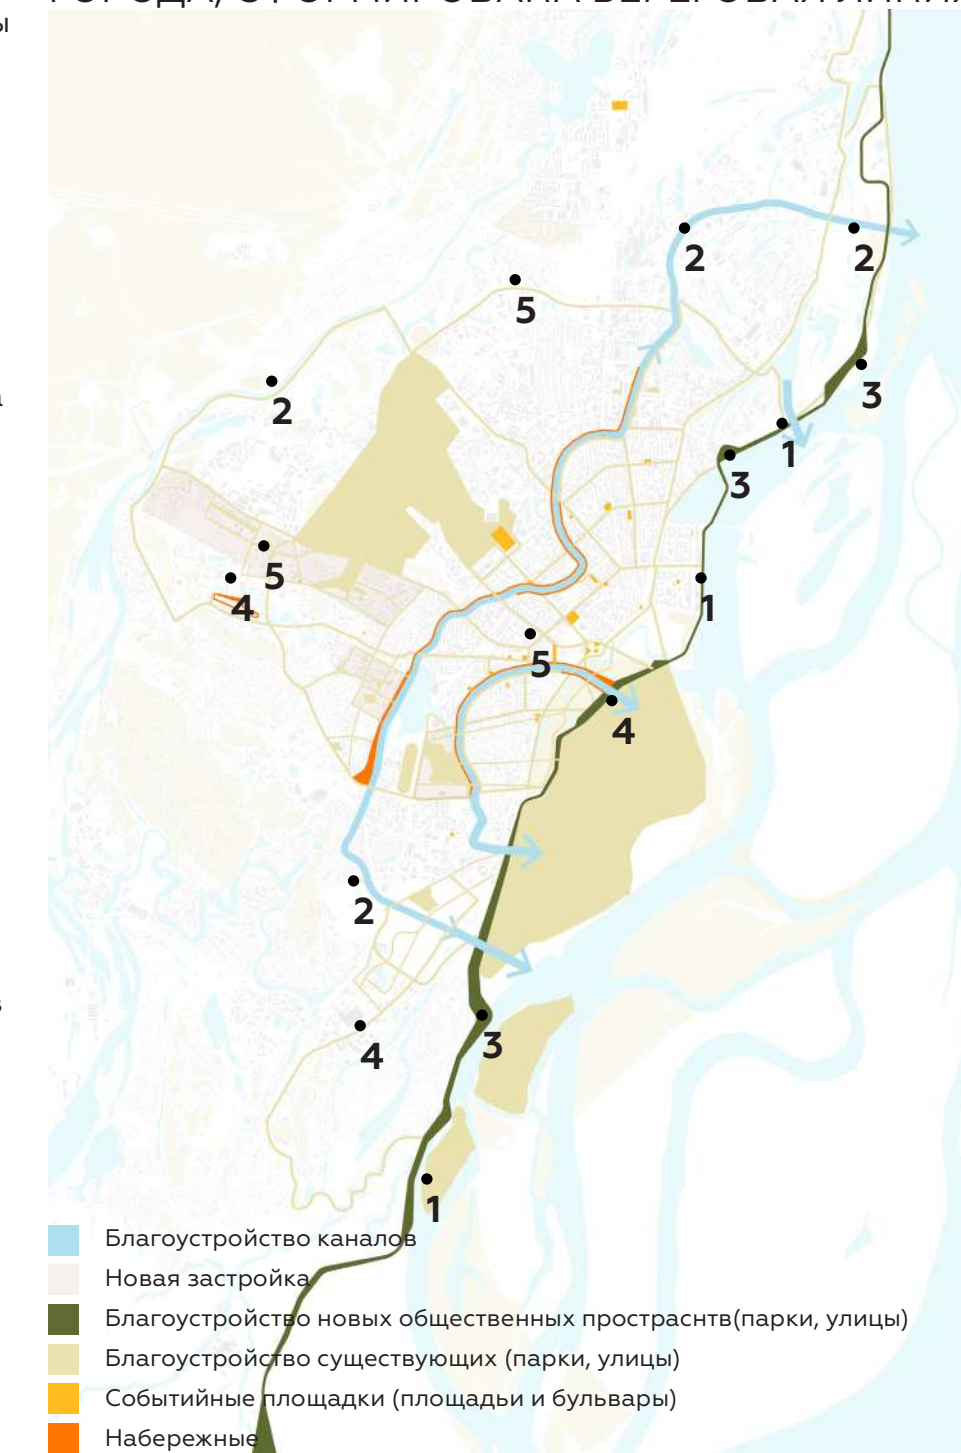 ы
2
2
5
3
2
а
1
3
5
4
1
5
4
2
в
3
4
1
Благоустройство каналов
Новая застройка
Благоустройство новых общественных прострасНтв(парки, улицы)
Благоустройство существующих (парки, улицы)
Событийные площадки (площадьи и бульвары)
Набережные